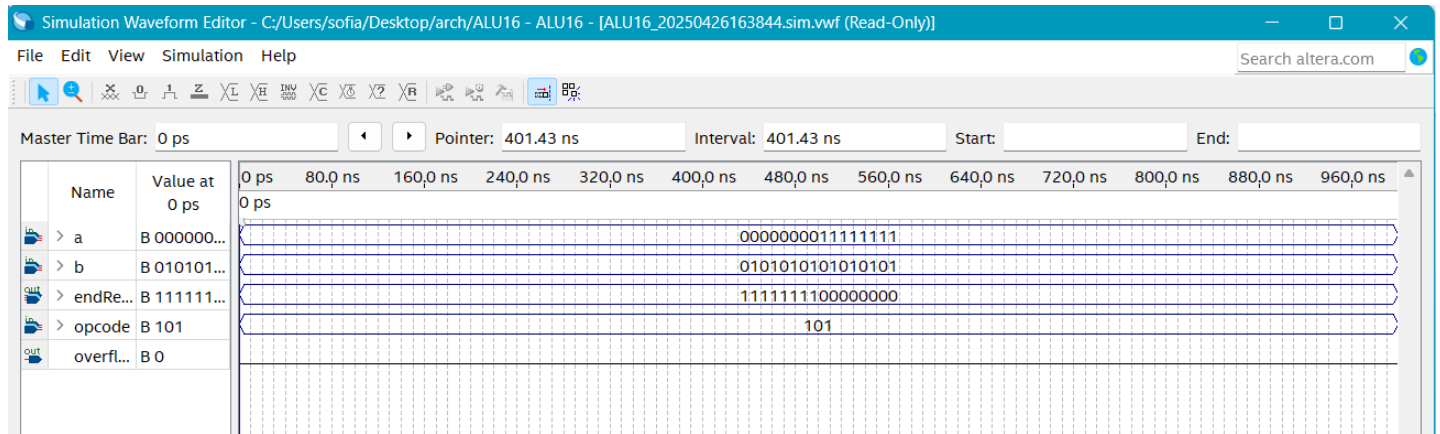 Simulation Waveform Editor - C:/Users/sofia/Desktop/arch/ALU16 - ALU16 - [ALU16_20250426163844.sim.vwf (Read-Only)]
File Edit View Simulation Help
Search altera.com
Master Time Bar: 0 ps Pointer: 401.43 ns Interval: 401.43 ns Start: End:
Name Value at 0 ps
0 ps 80,0 ns 160,0 ns 240,0 ns 320,0 ns 400,0 ns 480,0 ns 560,0 ns 640,0 ns 720,0 ns 800,0 ns 880,0 ns 960,0 ns
0 ps
a B 000000... 0000000011111111
b B 010101... 0101010101010101
endRe... B 111111... 1111111100000000
opcode B 101 101
overfl... B 0